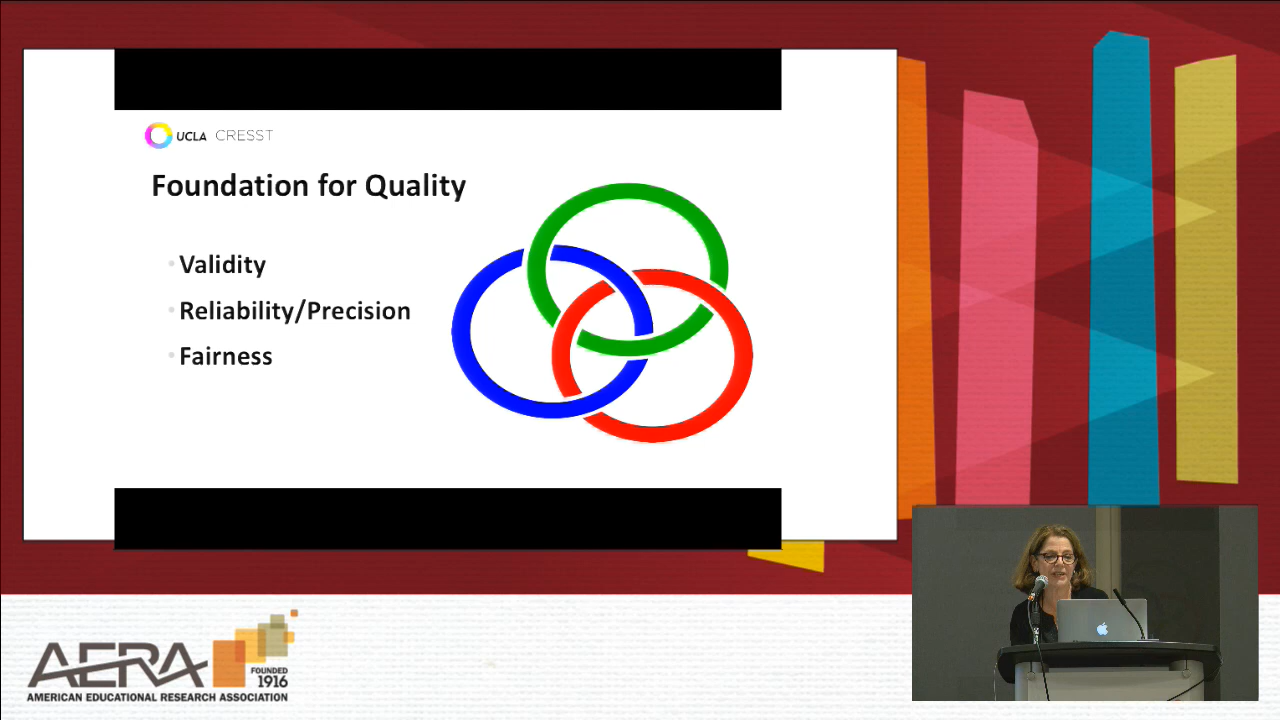 UCLA CRESST
Foundation for Quality
Validity
Reliability/Precision
Fairness
AERA
FOUNDED
1916
AMERICAN EDUCATIONAL RESEARCH ASSOCIATION